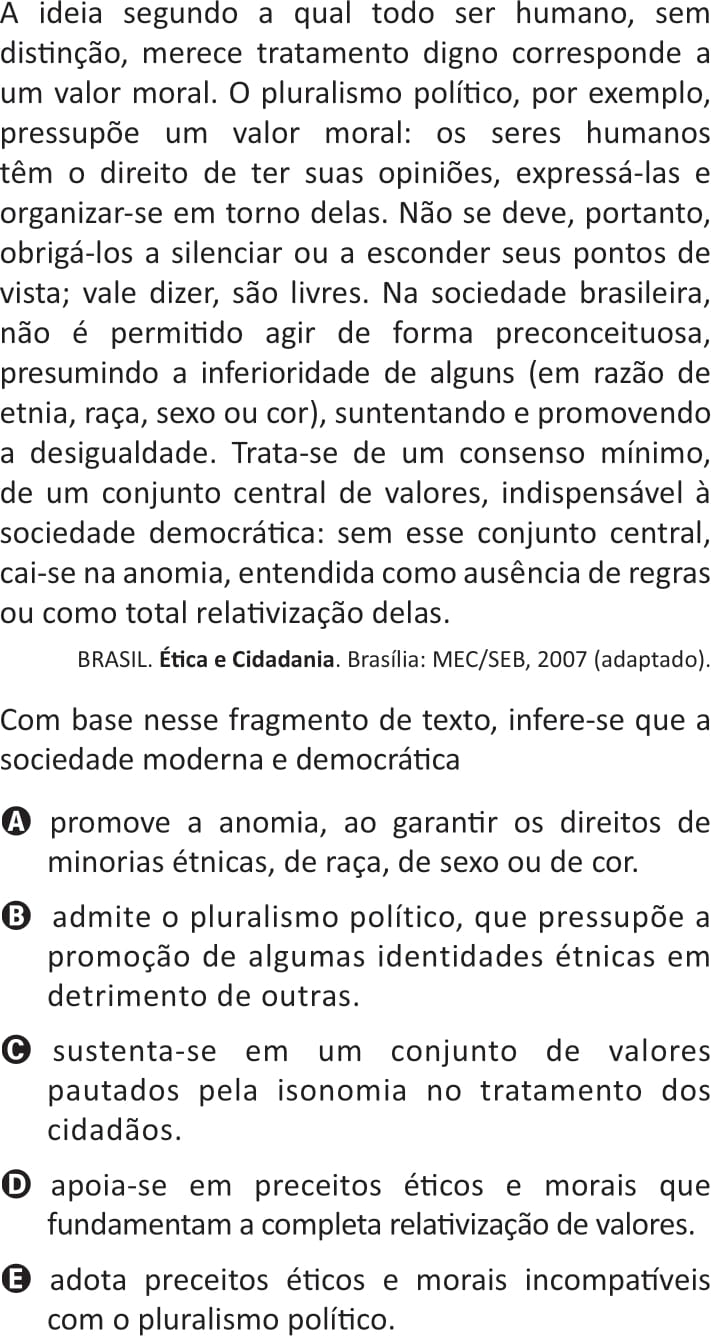 A ideia segundo a qual todo ser humano, sem
distinção, merece tratamento digno corresponde a
um valor moral. O pluralismo político, por exemplo,
pressupõe um valor moral: os seres humanos
têm o direito de ter suas opiniões, expressá-las e
organizar-se em torno delas. Não se deve, portanto,
obrigá-los a silenciar ou a esconder seus pontos de
vista; vale dizer, são livres. Na sociedade brasileira,
não é permitido agir de forma preconceituosa,
presumindo a inferioridade de alguns (em razão de
etnia, raça, sexo ou cor), suntentando e promovendo
a desigualdade. Trata-se de um consenso mínimo,
de um conjunto central de valores, indispensável à
sociedade democrática: sem esse conjunto central,
cai-se na anomia, entendida como ausência de regras
ou como total relativização delas.
BRASIL. Ética e Cidadania. Brasília: MEC/SEB, 2007 (adaptado).
Com base nesse fragmento de texto, infere-se que a
sociedade moderna e democrática
A promove a anomia, ao garantir os direitos de
minorias étnicas, de raça, de sexo ou de cor.
B admite o pluralismo político, que pressupõe a
promoção de algumas identidades étnicas em
detrimento de outras.
C sustenta-se em um conjunto de valores
pautados pela isonomia no tratamento dos
cidadãos.
D apoia-se em preceitos éticos e morais que
fundamentam a completa relativização de valores.
E adota preceitos éticos e morais incompatíveis
com o pluralismo político.